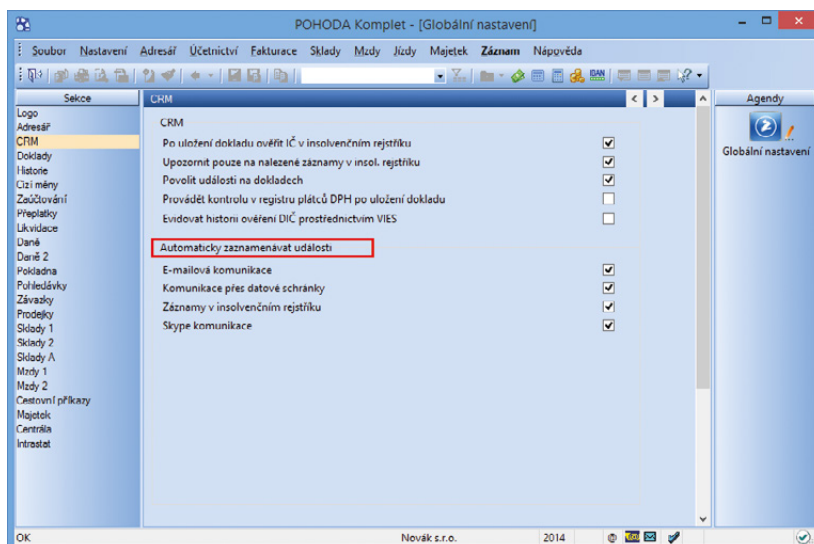 POHODA Komplet - [Globální nastavení]
Soubor Nastavení Adresář Účetnictví Fakturace Sklady Mzdy Jízdy Majetek Záznam Nápověda
Sekce
Logo
Adresář
CRM
Doklady
Historie
Cizí měny
Zaúčtování
Přeplatky
Likvidace
Daně
Daně 2
Pokladna
Pohledávky
Závazky
Prodejky
Sklady 1
Sklady 2
Sklady A
Mzdy 1
Mzdy 2
Cestovní příkazy
Majetek
Centrála
Intrastat
CRM
CRM
Po uložení dokladu ověřit IČ v insolvenčním rejstříku
Upozornit pouze na nalezené záznamy v insol. rejstříku
Povolit události na dokladech
Provádět kontrolu v registru plátců DPH po uložení dokladu
Evidovat historii ověření DIČ prostřednictvím VIES
Automaticky zaznamenávat události
E-mailová komunikace
Komunikace přes datové schránky
Záznamy v insolvenčním rejstříku
Skype komunikace
Agendy
Globální nastavení
OK Novák s.r.o. 2014